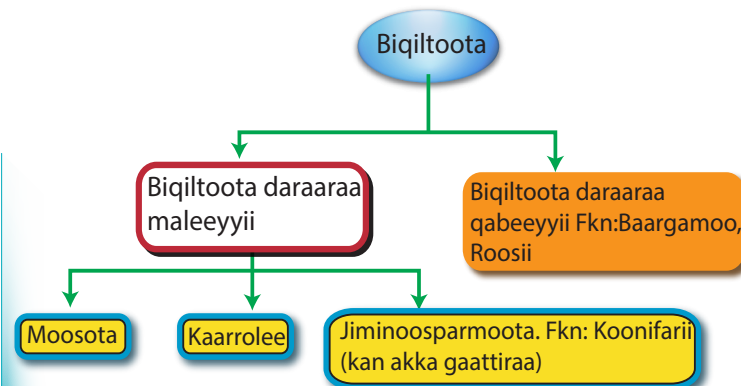 Biqiltoota
Biqiltoota daraaraa
maleeyyii
Biqiltoota daraaraa
qabeeyyii Fkn:Baargamoo,
Roosii
Moosota
Kaarrolee
Jiminoosparmoota. Fkn: Koonifarii
(kan akka gaattiraa)